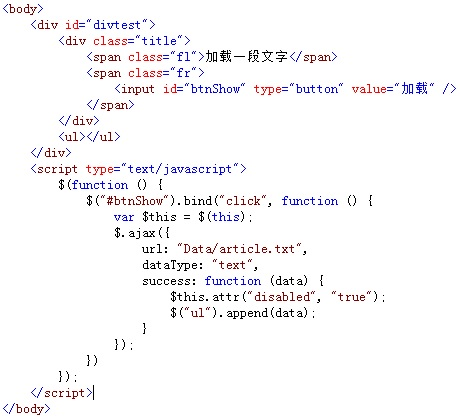 <body>
    <div id="divtest">
        <div class="title">
            <span class="fl">加载一段文字</span>
            <span class="fr">
                <input id="btnShow" type="button" value="加载" />
            </span>
        </div>
        <ul></ul>
    </div>
    <script type="text/javascript">
        $(function () {
            $("#btnShow").bind("click", function () {
                var $this = $(this);
                $.ajax({
                    url: "Data/article.txt",
                    dataType: "text",
                    success: function (data) {
                        $this.attr("disabled", "true");
                        $("ul").append(data);
                    }
                });
            })
        });
    </script>
</body>